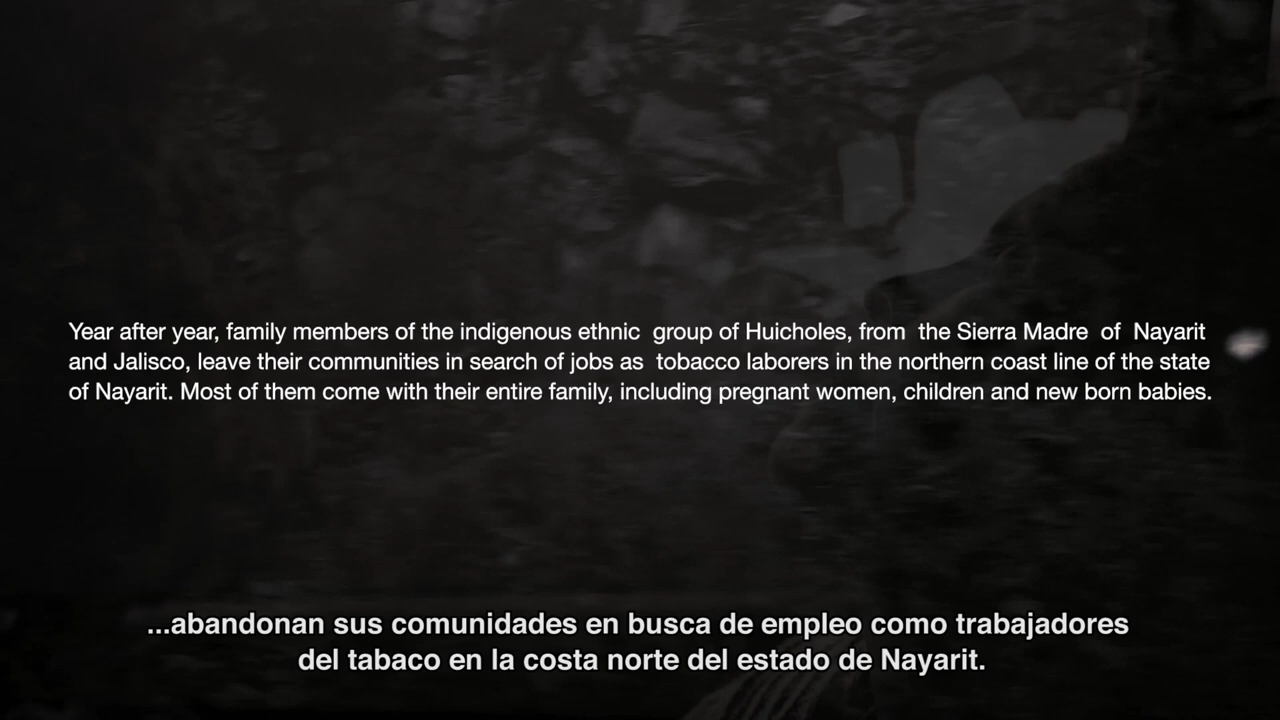 Year after year, family members of the indigenous ethnic group of Huicholes, from the Sierra Madre of Nayarit
and Jalisco, leave their communities in search of jobs as tobacco laborers in the northern coast line of the state
of Nayarit. Most of them come with their entire family, including pregnant women, children and new born babies.
...abandonan sus comunidades en busca de empleo como trabajadores
del tabaco en la costa norte del estado de Nayarit.